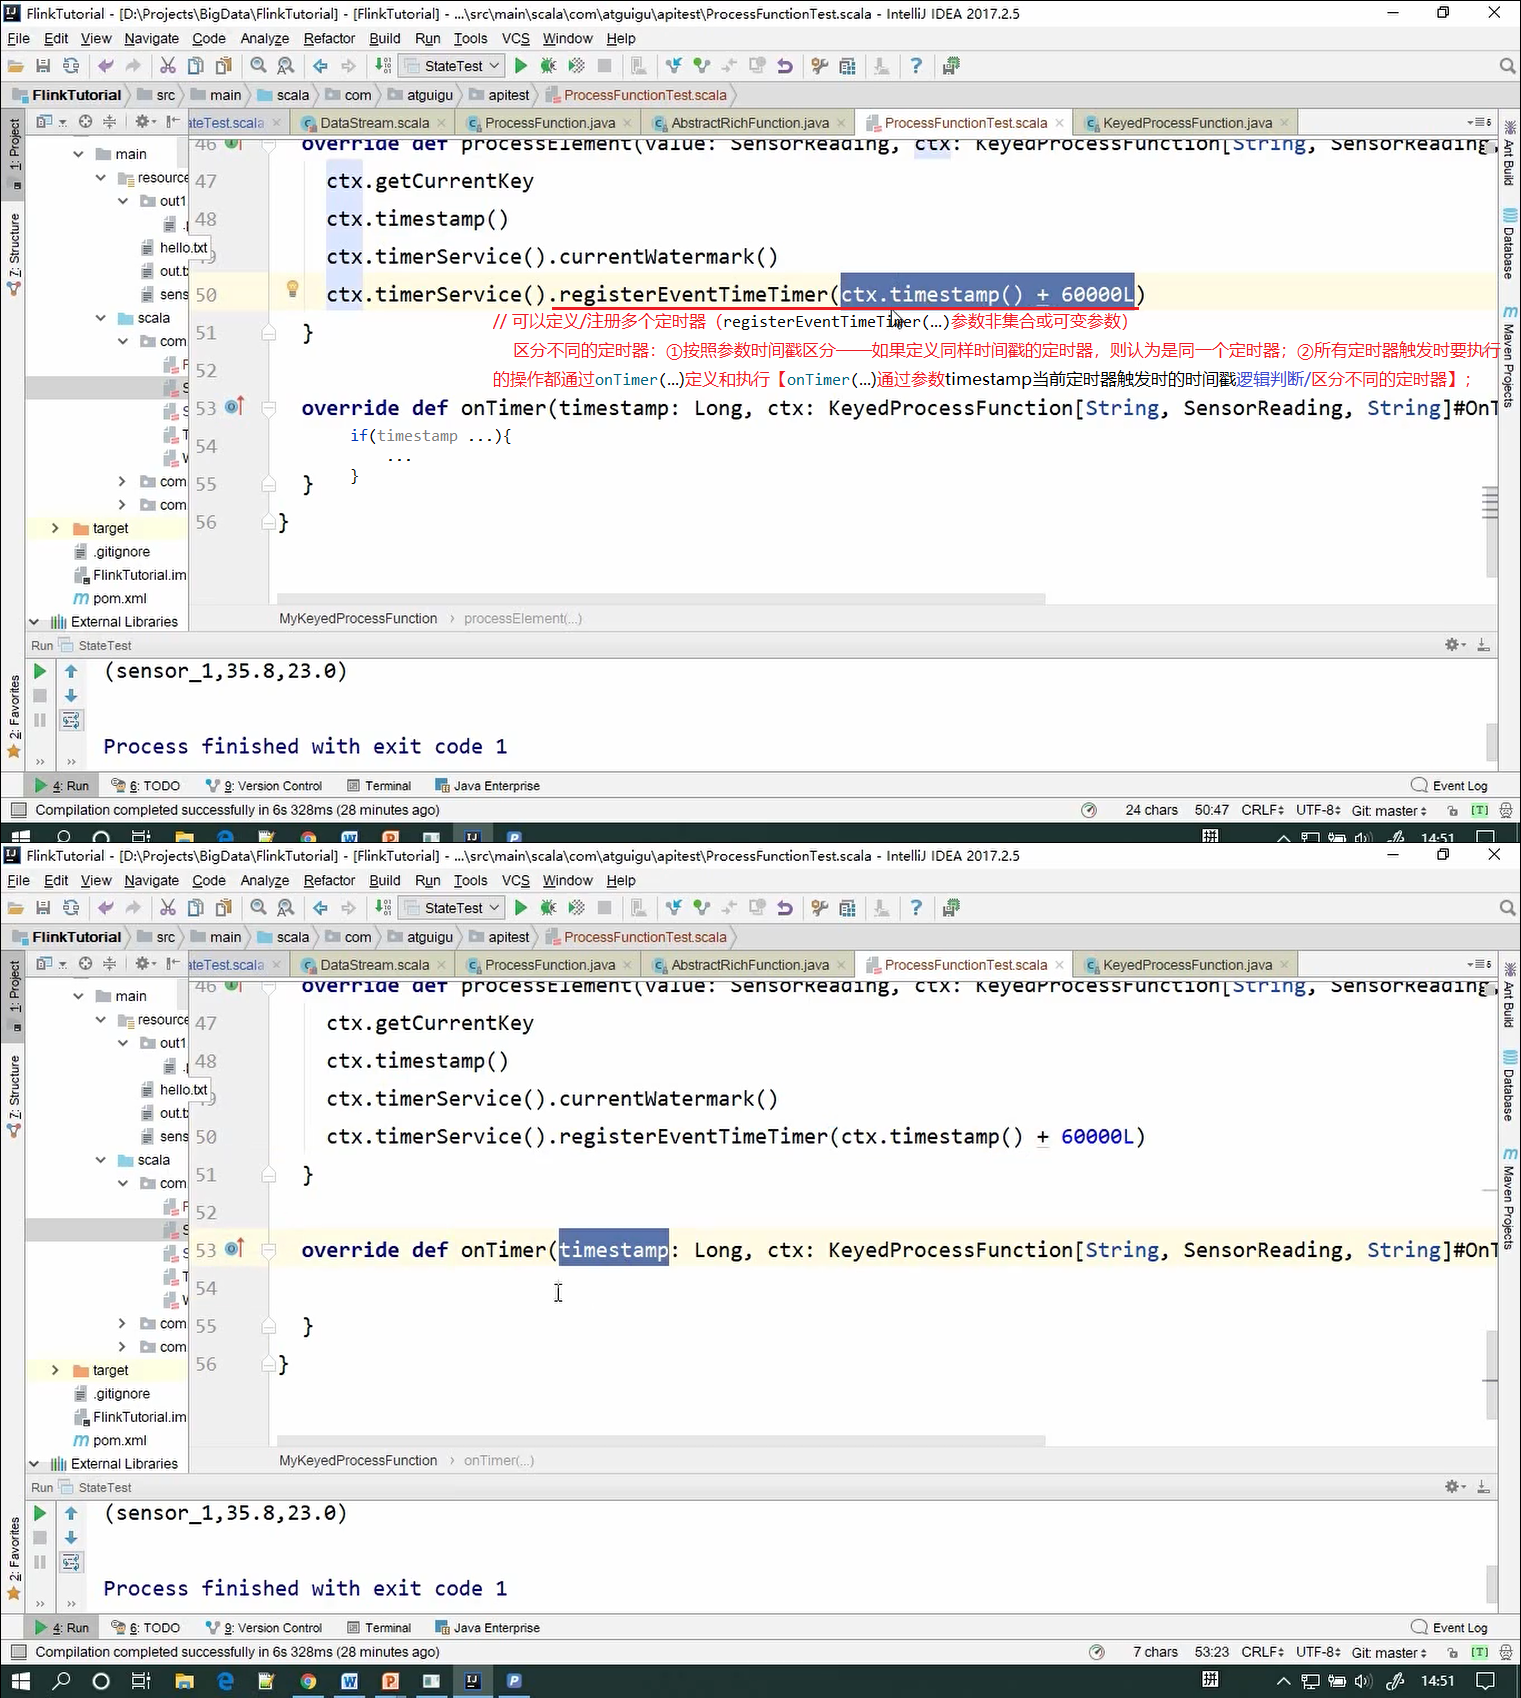 FlinkTutorial - [D:\Projects\BigData\FlinkTutorial] - [FlinkTutorial] - ...\src\main\scala\com\atguigu\apitest\ProcessFunctionTest.scala - IntelliJ IDEA 2017.2.5
File Edit View Navigate Code Analyze Refactor Build Run Tools VCS Window Help
StateTest
FlinkTutorial src main scala com atguigu apitest ProcessFunctionTest.scala
ateTest.scala DataStream.scala ProcessFunction.java AbstractRichFunction.java ProcessFunctionTest.scala KeyedProcessFunction.java
1: Project
7: Structure
2: Favorites
Ant Build
Database
Maven Projects
main
resource
out1
hello.txt
out.t
sens
scala
com
com
com
target
.gitignore
FlinkTutorial.im
pom.xml
External Libraries
46 override def processElement(value: SensorReading, ctx: KeyedProcessFunction[String, SensorReading,
47 ctx.getCurrentKey
48 ctx.timestamp()
ctx.timerService().currentWatermark()
50 ctx.timerService().registerEventTimeTimer(ctx.timestamp() + 60000L)
// 可以定义/注册多个定时器（registerEventTimeTimer(…)参数非集合或可变参数）
51 }
区分不同的定时器：①按照参数时间戳区分——如果定义同样时间戳的定时器，则认为是同一个定时器；②所有定时器触发时要执行
52
的操作都通过onTimer(…)定义和执行【onTimer(…)通过参数timestamp当前定时器触发时的时间戳逻辑判断/区分不同的定时器】；
53 override def onTimer(timestamp: Long, ctx: KeyedProcessFunction[String, SensorReading, String]#OnT
if(timestamp ...){
54
...
}
55 }
56 }
MyKeyedProcessFunction › processElement(...)
Run StateTest
(sensor_1,35.8,23.0)
Process finished with exit code 1
4: Run 6: TODO 9: Version Control Terminal Java Enterprise Event Log
Compilation completed successfully in 6s 328ms (28 minutes ago) 24 chars 50:47 CRLF UTF-8 Git: master [T]
拼 14:51
FlinkTutorial - [D:\Projects\BigData\FlinkTutorial] - [FlinkTutorial] - ...\src\main\scala\com\atguigu\apitest\ProcessFunctionTest.scala - IntelliJ IDEA 2017.2.5
File Edit View Navigate Code Analyze Refactor Build Run Tools VCS Window Help
StateTest
FlinkTutorial src main scala com atguigu apitest ProcessFunctionTest.scala
ateTest.scala DataStream.scala ProcessFunction.java AbstractRichFunction.java ProcessFunctionTest.scala KeyedProcessFunction.java
1: Project
7: Structure
2: Favorites
Ant Build
Database
Maven Projects
main
resource
out1
hello.txt
out.t
sens
scala
com
com
com
target
.gitignore
FlinkTutorial.im
pom.xml
External Libraries
46 override def processElement(value: SensorReading, ctx: KeyedProcessFunction[String, SensorReading,
47 ctx.getCurrentKey
48 ctx.timestamp()
ctx.timerService().currentWatermark()
50 ctx.timerService().registerEventTimeTimer(ctx.timestamp() + 60000L)
51 }
52
53 override def onTimer(timestamp: Long, ctx: KeyedProcessFunction[String, SensorReading, String]#OnT
54
55 }
56 }
MyKeyedProcessFunction › onTimer(...)
Run StateTest
(sensor_1,35.8,23.0)
Process finished with exit code 1
4: Run 6: TODO 9: Version Control Terminal Java Enterprise Event Log
Compilation completed successfully in 6s 328ms (28 minutes ago) 7 chars 53:23 CRLF UTF-8 Git: master [T]
拼 14:51